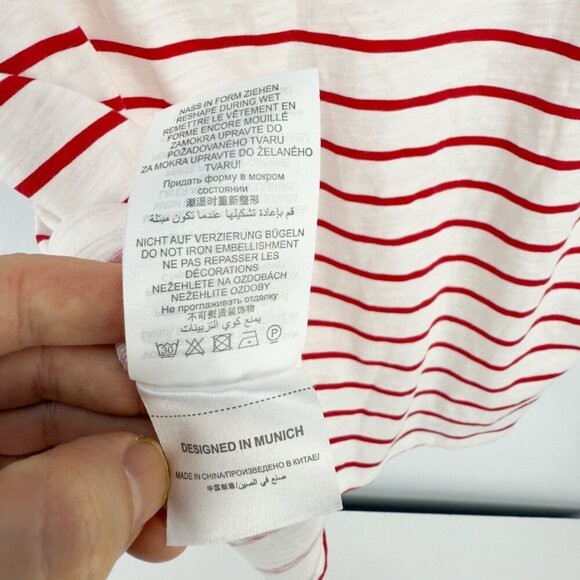 NASS IN FORM ZIEHEN
RESHAPE DURING WET
REMETTRE LE VÊTEMENT EN
FORME ENCORE MOUILLÉ
ZAMOKRA UPRAVTE DO
POŽADOVANÉHO TVARU
ZA MOKRA UPRAVTE DO ŽELANÉHO
TVARU!
Придать форму в мокром
состоянии
潮湿时重新整形
قم بإعادة تشكيلها عندما تكون مبتلة
NICHT AUF VERZIERUNG BÜGELN
DO NOT IRON EMBELLISHMENT
NE PAS REPASSER LES
DÉCORATIONS
NEŽEHLETE NA OZDOBÁCH
NEŽEHLITE OZDOBY
Не проглаживать отделку
不可熨烫装饰物
يمنع كوي التزيينات
30 P
DESIGNED IN MUNICH
MADE IN CHINA/ПРОИЗВЕДЕНО В КИТАЕ/
中国制造/ صنع في الصين/